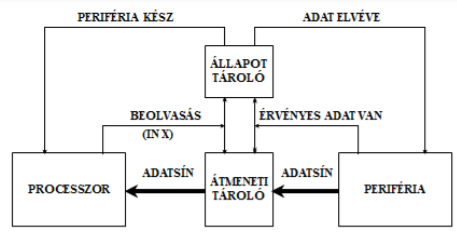 PERIFÉRIA KÉSZ
ADAT ELVÉVE
ÁLLAPOT
TÁROLÓ
BEOLVASÁS
(IN X)
ÉRVÉNYES ADAT VAN
PROCESSZOR
ADATSÍN
ÁTMENETI
TÁROLÓ
ADATSÍN
PERIFÉRIA